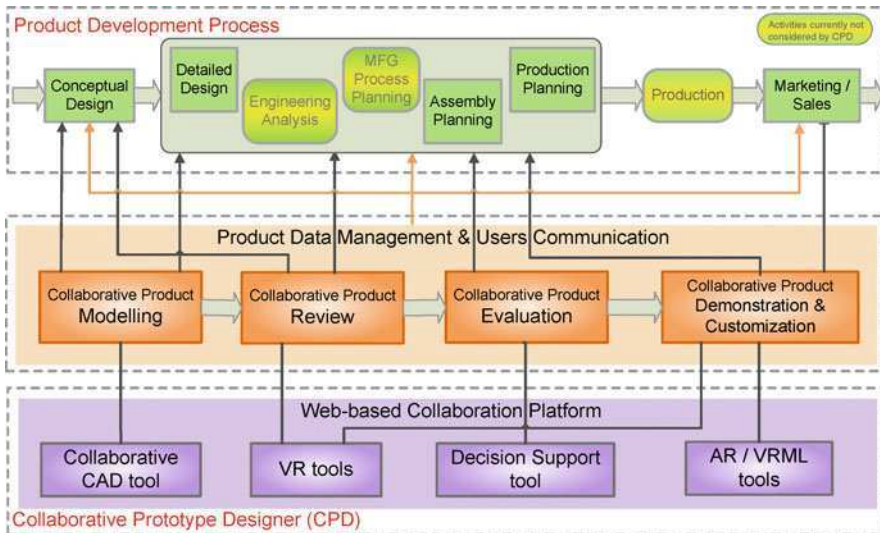 Product Development Process
Activities currently not
considered by CPD
Conceptual
Design
Detailed
Design
Engineering
Analysis
MFG
Process
Planning
Assembly
Planning
Production
Planning
Production
Marketing /
Sales
Product Data Management & Users Communication
Collaborative Product
Modelling
Collaborative Product
Review
Collaborative Product
Evaluation
Collaborative Product
Demonstration &
Customization
Web-based Collaboration Platform
Collaborative
CAD tool
VR tools
Decision Support
tool
AR / VRML
tools
Collaborative Prototype Designer (CPD)